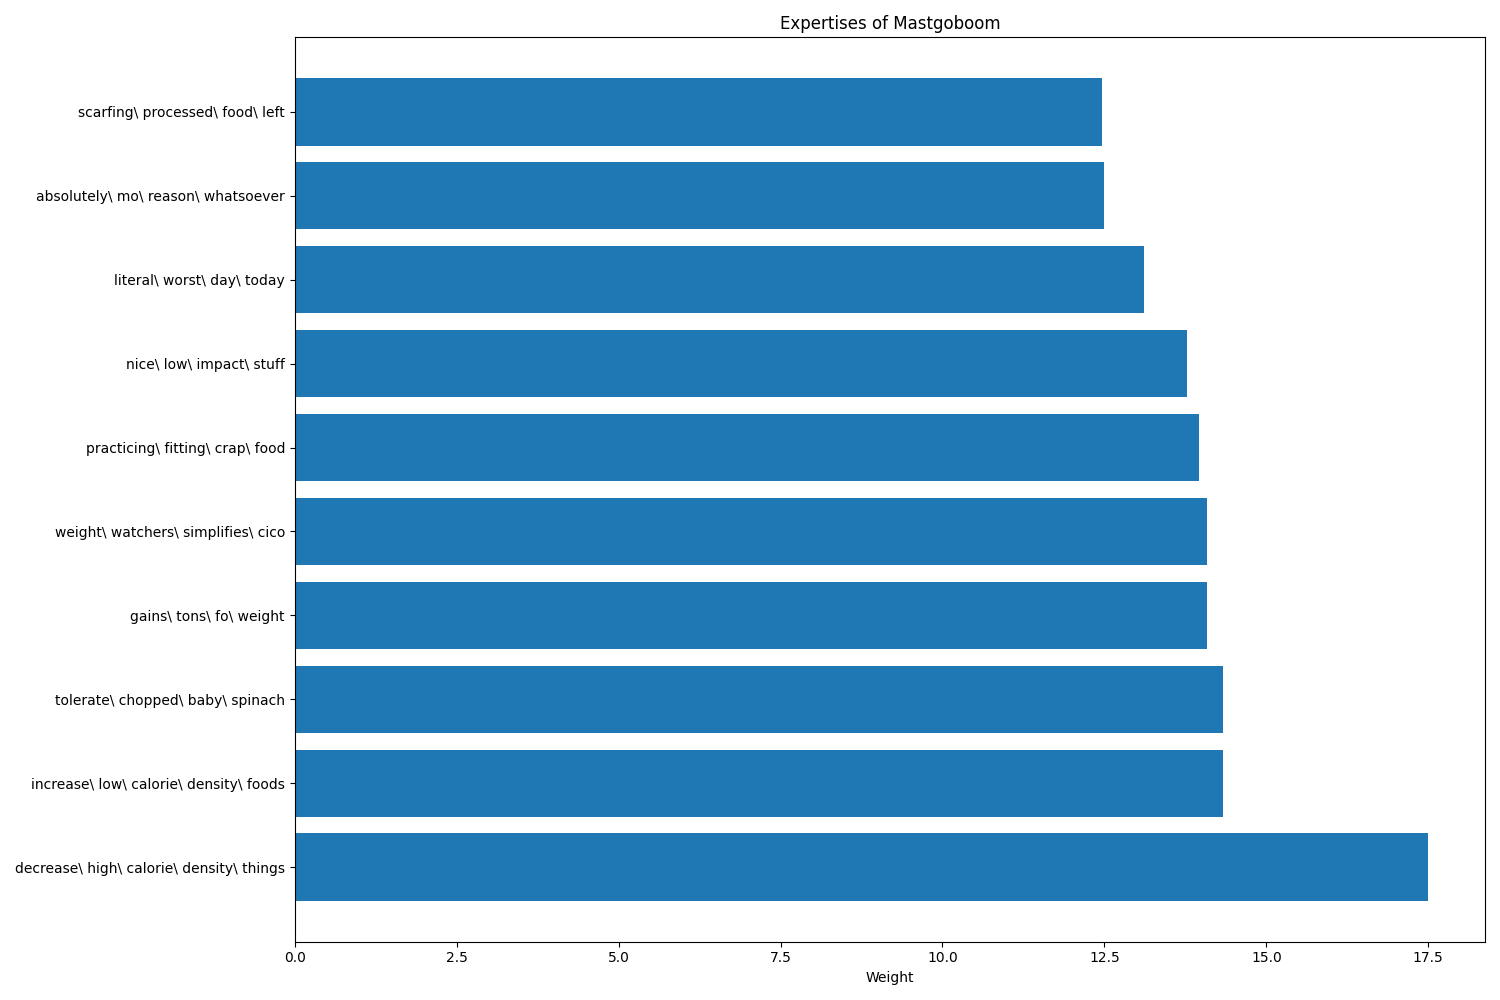 Expertises of Mastgoboom
scarfing\ processed\ food\ left
absolutely\ mo\ reason\ whatsoever
literal\ worst\ day\ today
nice\ low\ impact\ stuff
practicing\ fitting\ crap\ food
weight\ watchers\ simplifies\ cico
gains\ tons\ fo\ weight
tolerate\ chopped\ baby\ spinach
increase\ low\ calorie\ density\ foods
decrease\ high\ calorie\ density\ things
0.0 2.5 5.0 7.5 10.0 12.5 15.0 17.5
Weight